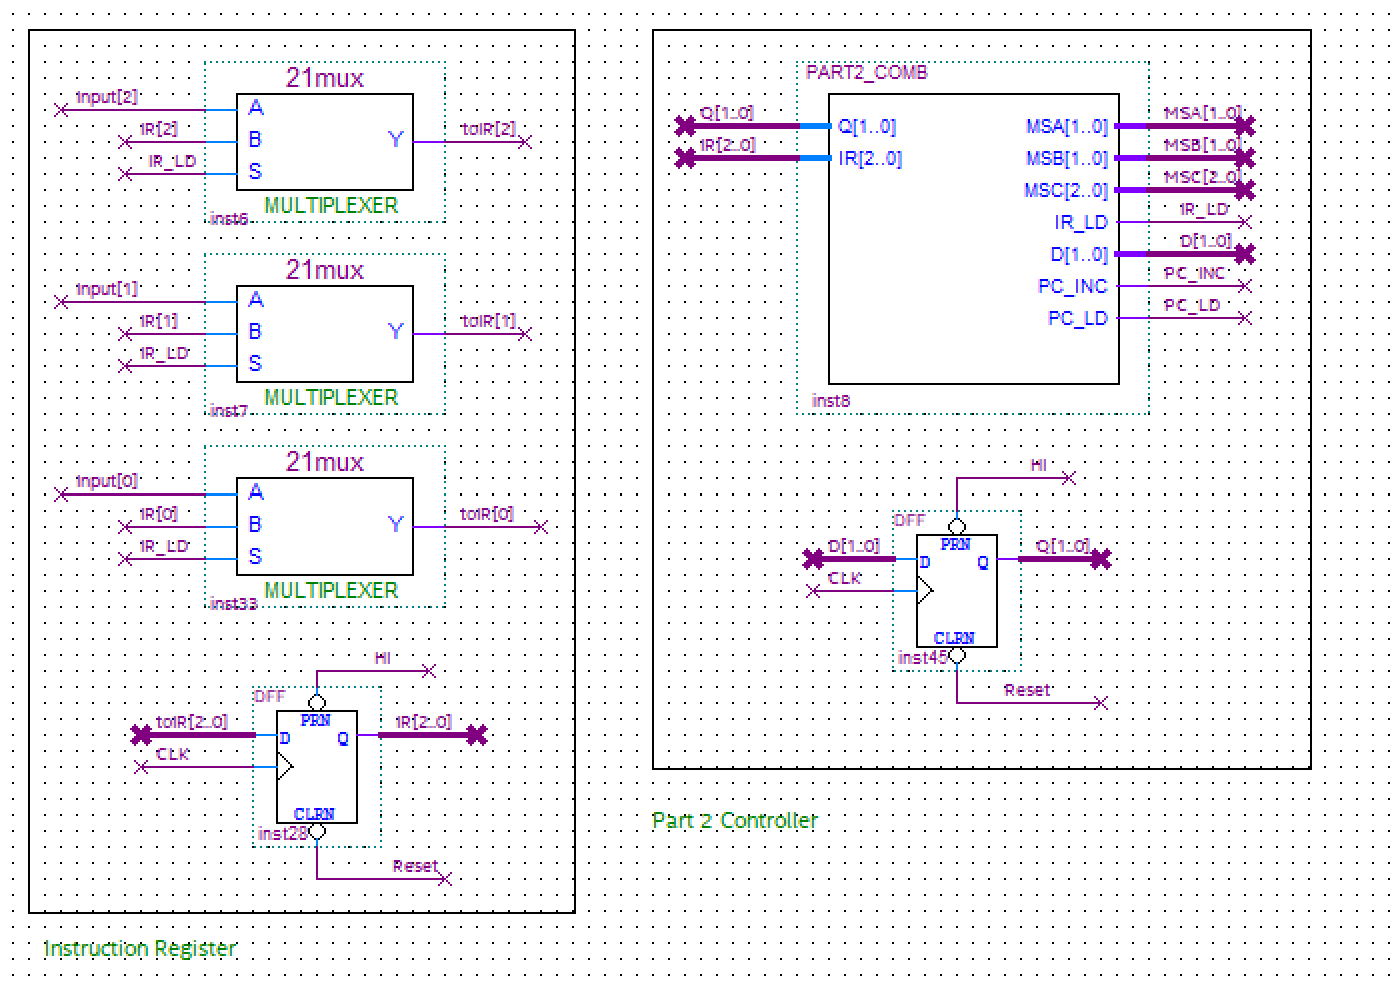 21mux
Input[2]
A
IR[2]
B
Y
toIR[2]
IR_LD
S
MULTIPLEXER
inst6
21mux
Input[1]
A
IR[1]
B
Y
toIR[1]
IR_LD
S
MULTIPLEXER
inst7
21mux
Input[0]
A
IR[0]
B
Y
toIR[0]
IR_LD
S
MULTIPLEXER
inst33
HI
DFF
PRN
toIR[2..0]
D
Q
IR[2..0]
CLK
CLRN
inst28
Reset
Instruction Register
PART2_COMB
Q[1..0]
Q[1..0]
MSA[1..0]
MSA[1..0]
IR[2..0]
IR[2..0]
MSB[1..0]
MSB[1..0]
MSC[2..0]
MSC[2..0]
IR_LD
IR_LD
D[1..0]
D[1..0]
PC_INC
PC_INC
PC_LD
PC_LD
inst8
HI
DFF
PRN
D[1..0]
D
Q
Q[1..0]
CLK
CLRN
inst45
Reset
Part 2 Controller